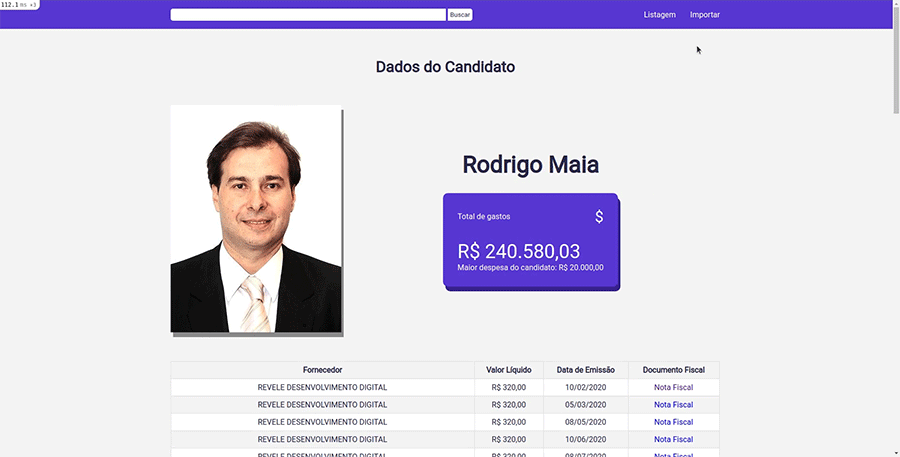 112.1 ms ×3
Buscar
Listagem Importar
Dados do Candidato
Rodrigo Maia
Total de gastos $
R$ 240.580,03
Maior despesa do candidato: R$ 20.000,00
Fornecedor Valor Líquido Data de Emissão Documento Fiscal
REVELE DESENVOLVIMENTO DIGITAL R$ 320,00 10/02/2020 Nota Fiscal
REVELE DESENVOLVIMENTO DIGITAL R$ 320,00 05/03/2020 Nota Fiscal
REVELE DESENVOLVIMENTO DIGITAL R$ 320,00 08/05/2020 Nota Fiscal
REVELE DESENVOLVIMENTO DIGITAL R$ 320,00 10/06/2020 Nota Fiscal
REVELE DESENVOLVIMENTO DIGITAL R$ 320,00 08/07/2020 Nota Fiscal